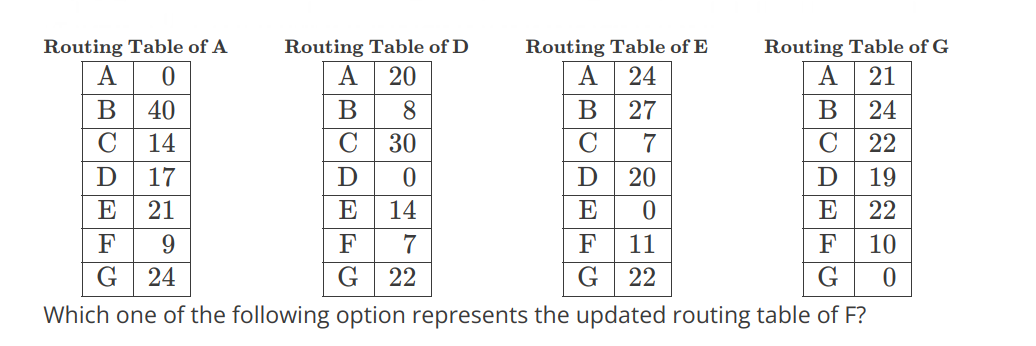 Routing Table of A Routing Table of D Routing Table of E Routing Table of G
A 0 A 20 A 24 A 21
B 40 B 8 B 27 B 24
C 14 C 30 C 7 C 22
D 17 D 0 D 20 D 19
E 21 E 14 E 0 E 22
F 9 F 7 F 11 F 10
G 24 G 22 G 22 G 0
Which one of the following option represents the updated routing table of F?